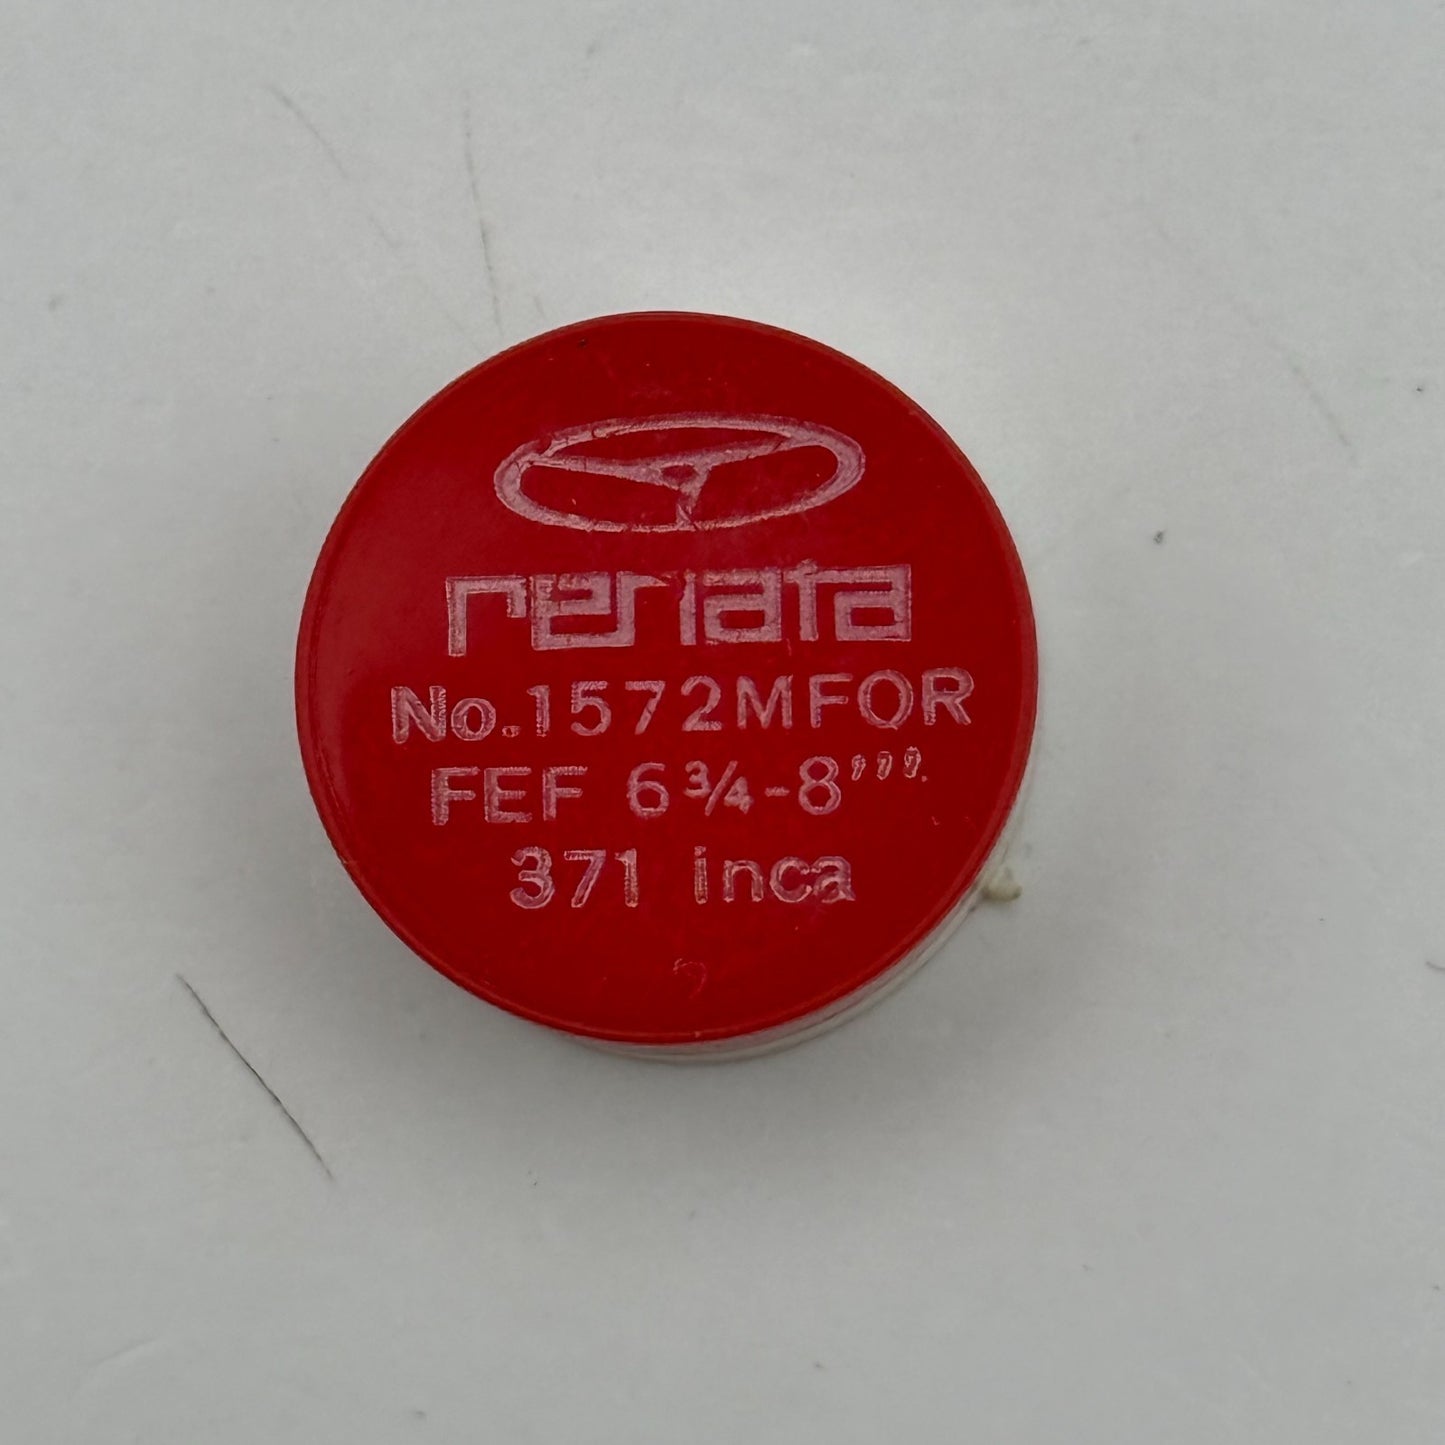 renata
No.1572MFOR
FEF 6¾-8'''.
371 inca